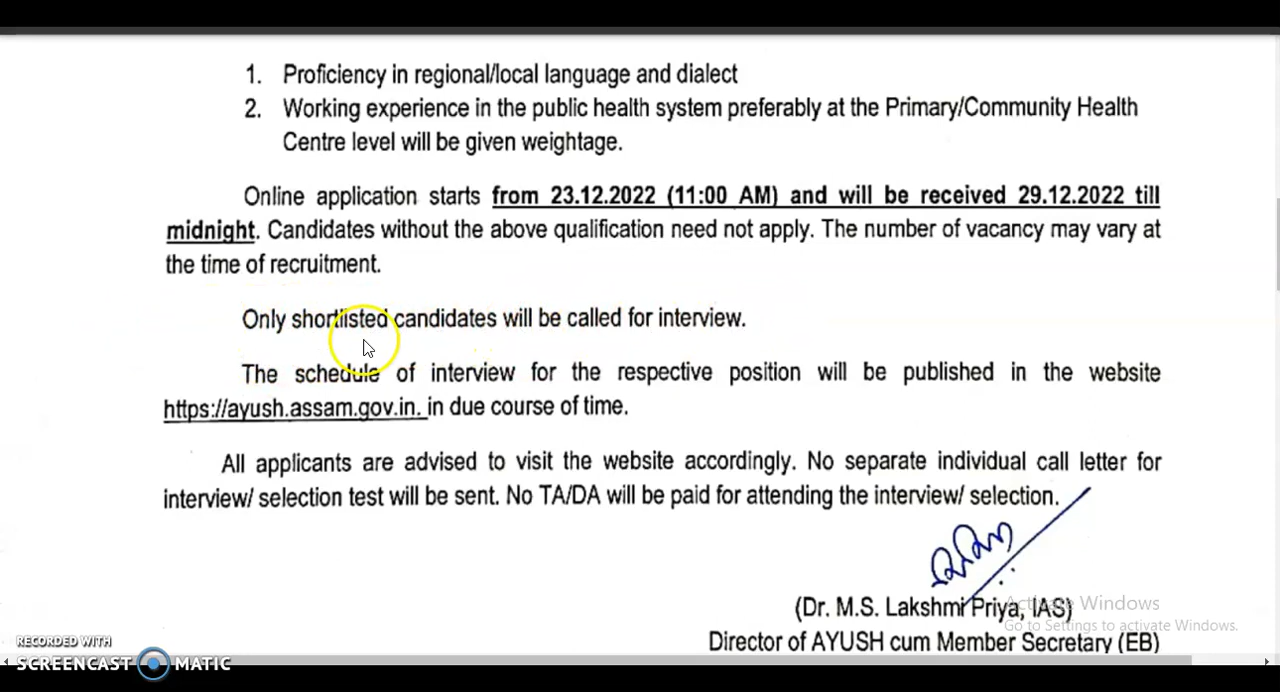 1. Proficiency in regional/local language and dialect
2. Working experience in the public health system preferably at the Primary/Community Health
Centre level will be given weightage.
Online application starts from 23.12.2022 (11:00 AM) and will be received 29.12.2022 till
midnight. Candidates without the above qualification need not apply. The number of vacancy may vary at
the time of recruitment.
Only shortlisted candidates will be called for interview.
The schedule of interview for the respective position will be published in the website
https://ayush.assam.gov.in. in due course of time.
All applicants are advised to visit the website accordingly. No separate individual call letter for
interview/ selection test will be sent. No TA/DA will be paid for attending the interview/ selection.
(Dr. M.S. Lakshmi Priya, IAS)
Activate Windows
Go to Settings to activate Windows.
Director of AYUSH cum Member Secretary (EB)
RECORDED WITH
SCREENCAST MATIC